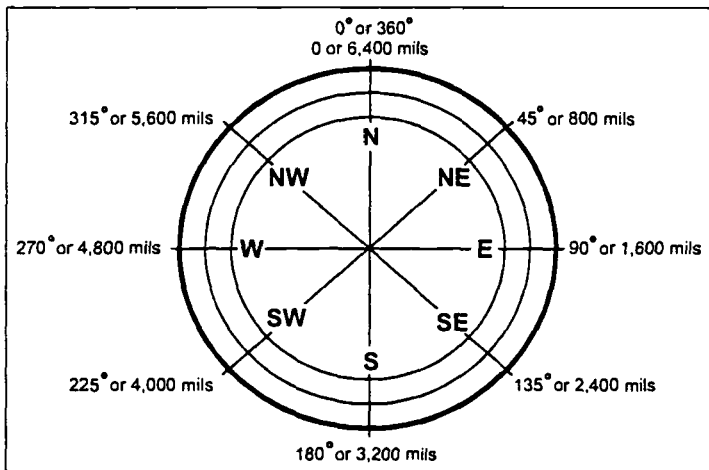 0° or 360°
0 or 6,400 mils
315° or 5,600 mils
45° or 800 mils
N
NW
NE
270° or 4,800 mils
W
E
90° or 1,600 mils
SW
SE
S
225° or 4,000 mils
135° or 2,400 mils
180° or 3,200 mils